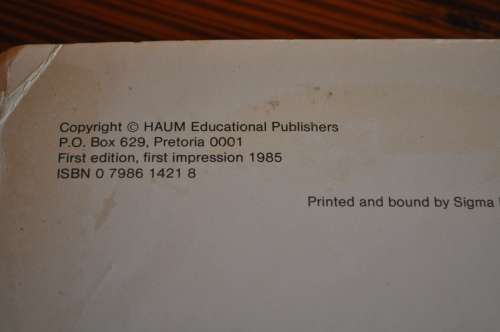 Copyright © HAUM Educational Publishers
P.O. Box 629, Pretoria 0001
First edition, first impression 1985
ISBN 0 7986 1421 8
Printed and bound by Sigma